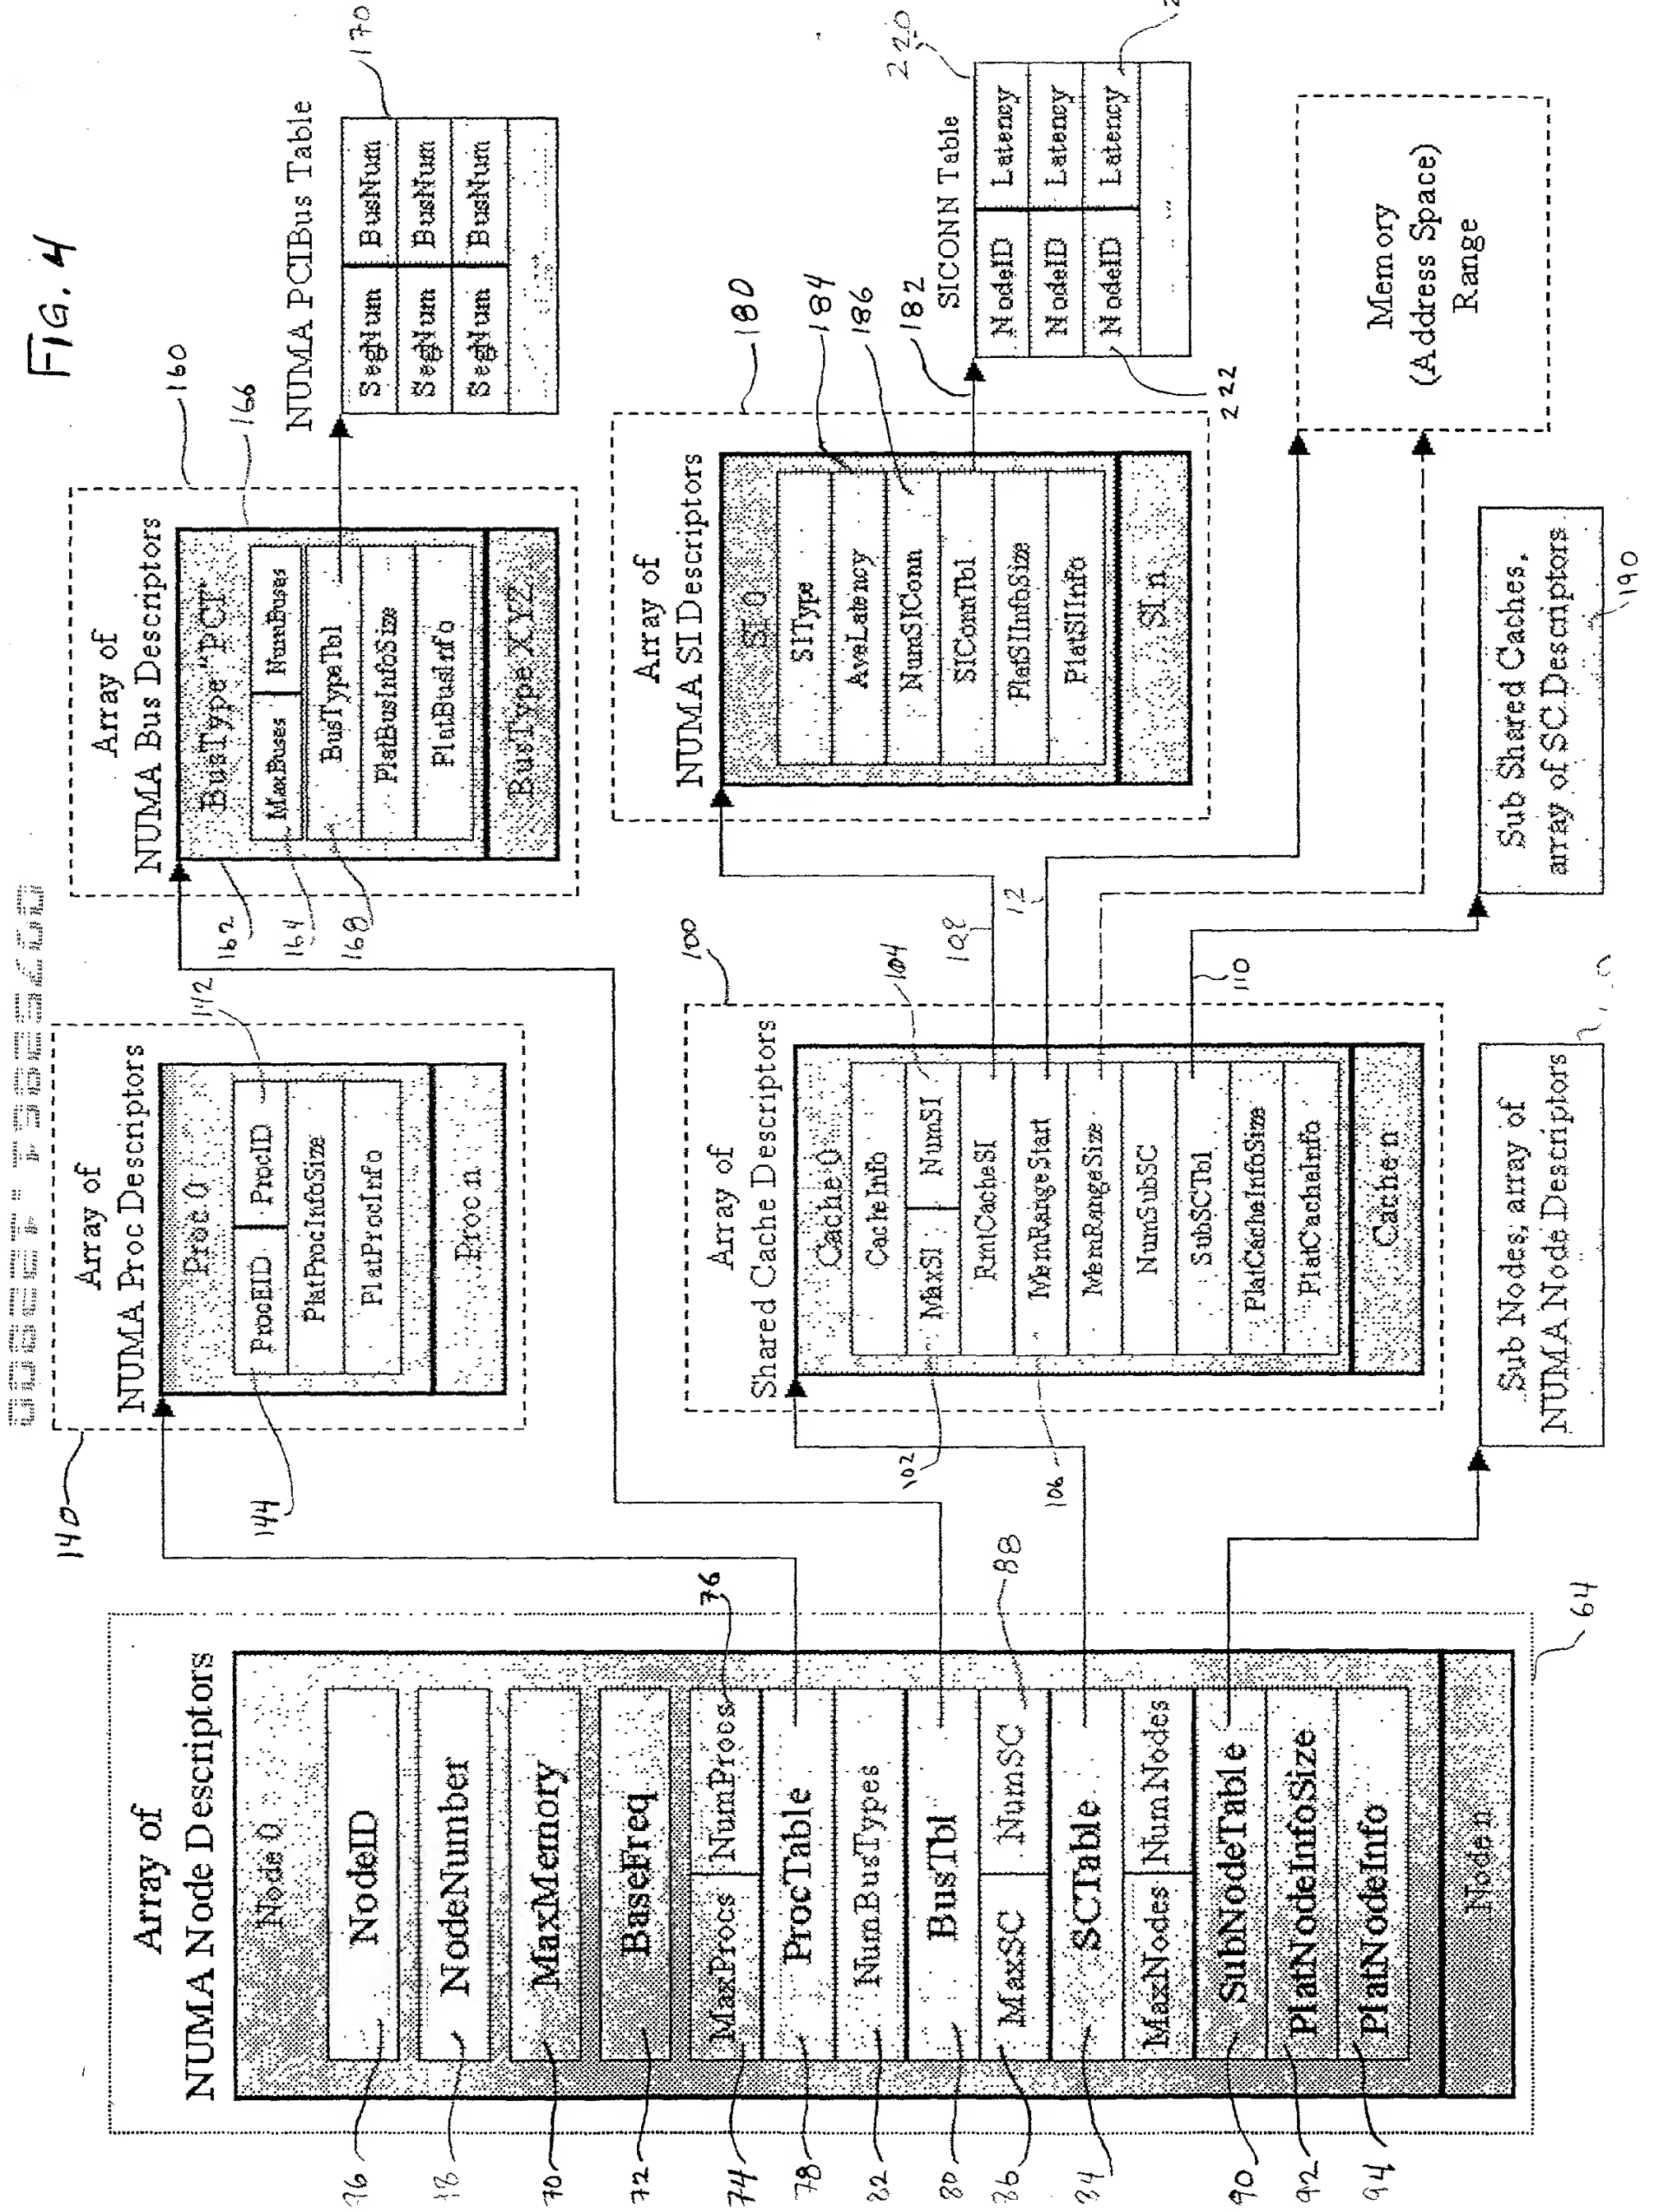 FIG. 4
Array of
NUMA Node Descriptors
Node 0
NodeID
NodeNumber
MaxMemory
BaseFreq
MaxProcs NumProcs
ProcTable
NumBusTypes
BusTbl
MaxSC NumSC
SCTable
MaxNodes NumNodes
SubNodeTable
PlatNodeInfoSize
PlatNodeInfo
Node n
70
72
74
76
78
82
80
86
88
84
90
92
94
64
140
Array of
NUMA Proc Descriptors
Proc 0
ProcEID ProcID
PlatProcInfoSize
PlatProcInfo
Proc n
142
144
Array of
Shared Cache Descriptors
Cache 0
CacheInfo
MaxSI NumSI
RmtCacheSI
MemRangeStart
MemRangeSize
NumSubSC
SubSCTbl
PlatCacheInfoSize
PlatCacheInfo
Cache n
100
102
104
106
108
12
110
Sub Nodes, array of
NUMA Node Descriptors
Array of
NUMA Bus Descriptors
BusType "PCI"
MaxBuses NumBuses
BusTypeTbl
PlatBusInfoSize
PlatBusInfo
BusType XYZ
160
162
164
166
168
NUMA PCIBus Table
SegNum BusNum
SegNum BusNum
SegNum BusNum
170
Array of
NUMA SI Descriptors
SI 0
SIType
AveLatency
NumSIConn
SIConnTbl
PlatSIInfoSize
PlatSIInfo
SI n
180
184
186
182
SICONN Table
NodeID Latency
NodeID Latency
NodeID Latency
220
222
Memory
(Address Space)
Range
Sub Shared Caches,
array of SC Descriptors
190